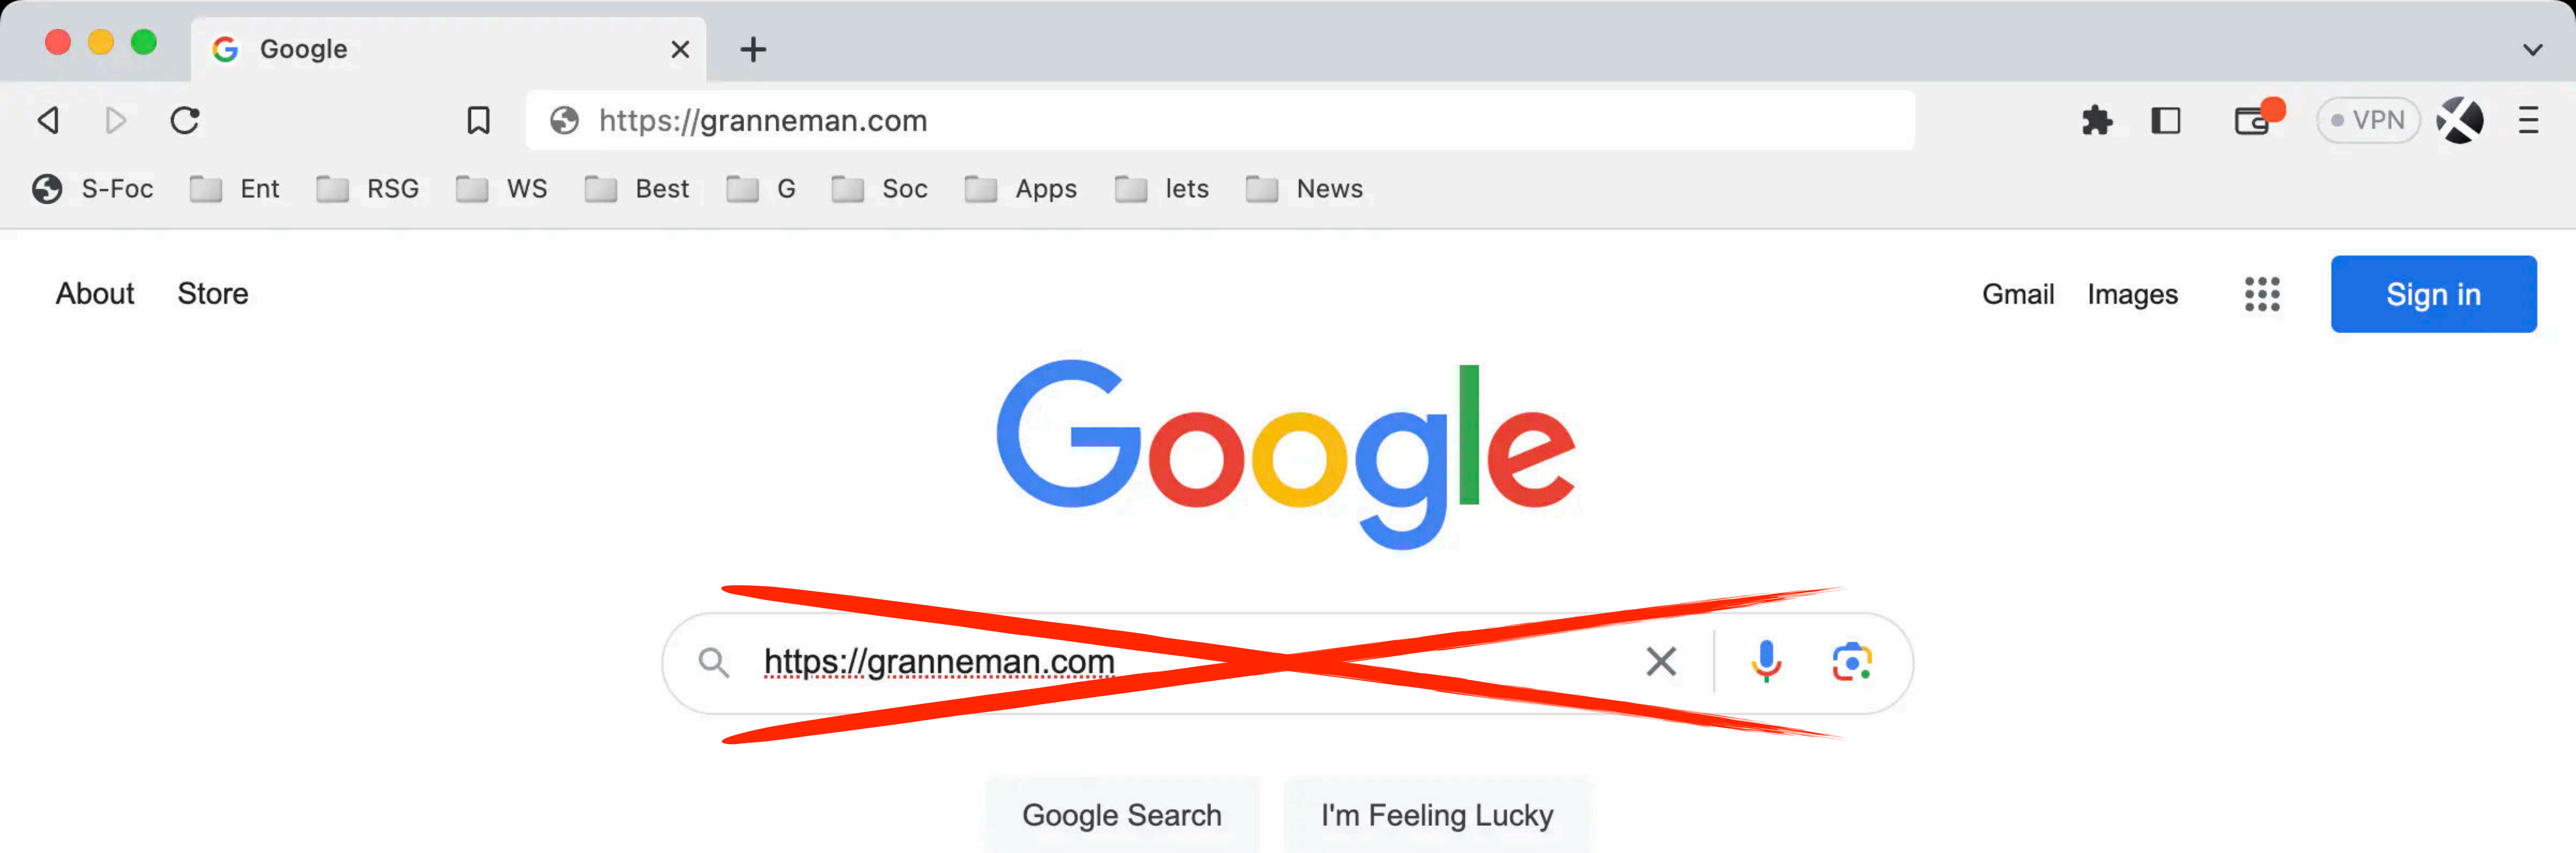 Google
https://granneman.com
VPN
S-Foc Ent RSG WS Best G Soc Apps lets News
About Store Gmail Images Sign in
Google
https://granneman.com
Google Search I'm Feeling Lucky